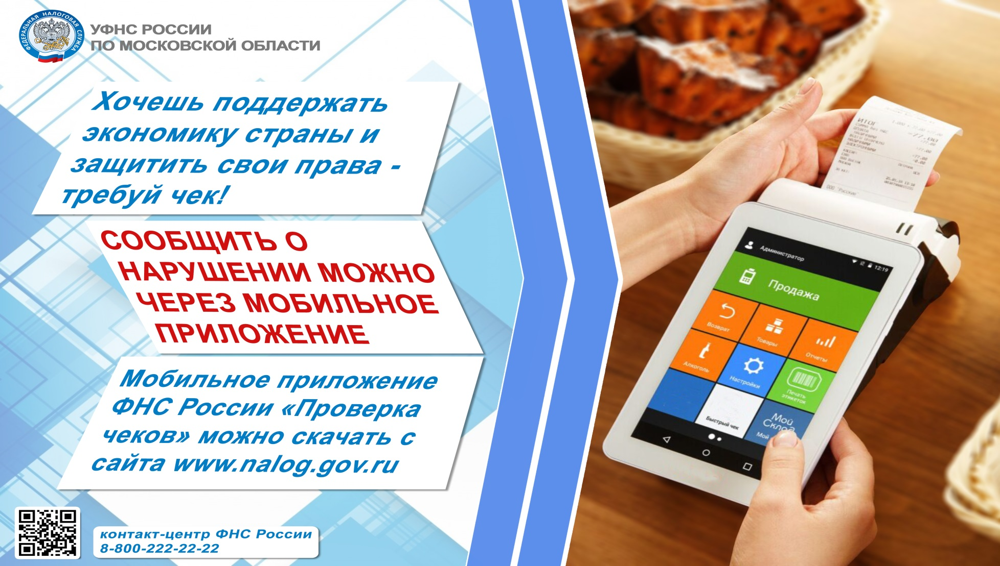 ФЕДЕРАЛЬНАЯ НАЛОГОВАЯ СЛУЖБА
УФНС РОССИИ
ПО МОСКОВСКОЙ ОБЛАСТИ
Хочешь поддержать
экономику страны и
защитить свои права -
требуй чек!
СООБЩИТЬ О
НАРУШЕНИИ МОЖНО
ЧЕРЕЗ МОБИЛЬНОЕ
ПРИЛОЖЕНИЕ
Мобильное приложение
ФНС России «Проверка
чеков» можно скачать с
сайта www.nalog.gov.ru
контакт-центр ФНС России
8-800-222-22-22
ИТОГ
Администратор
12:19
Продажа
Возврат
Товары
Отчеты
Алкоголь
Настройки
Печать
этикеток
Быстрый чек
Мой
Склад
Мой